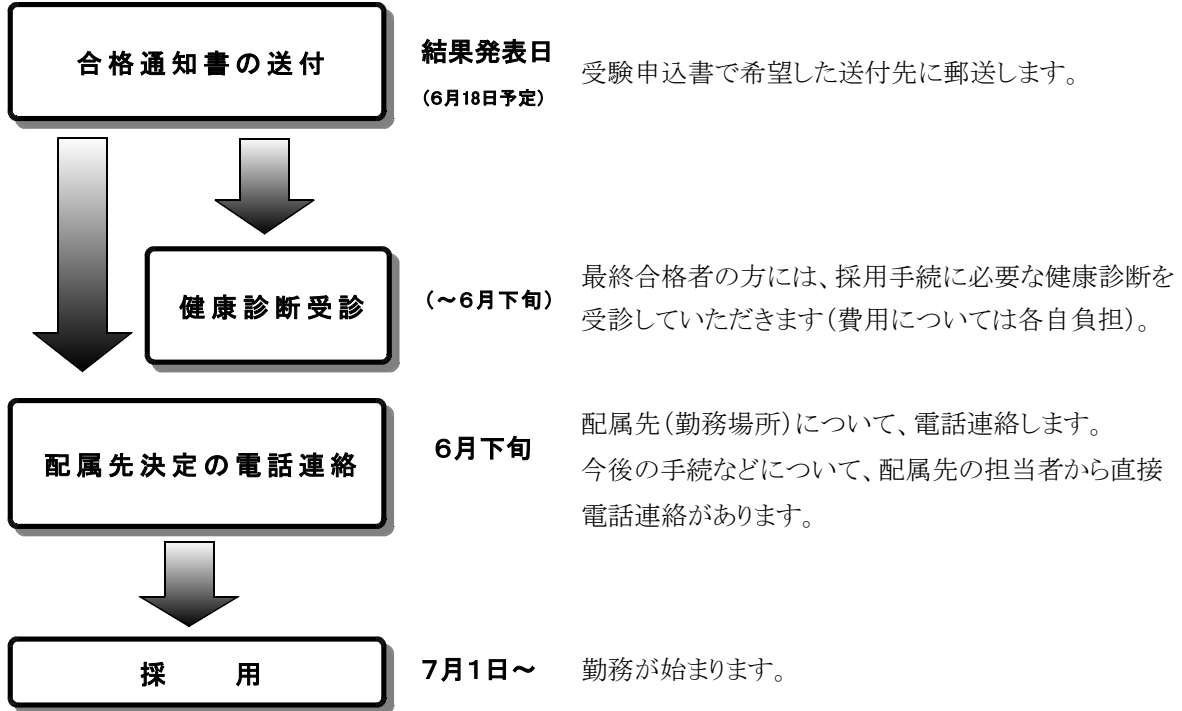 合格通知書の送付
結果発表日
(6月18日予定)
受験申込書で希望した送付先に郵送します。
健康診断受診
(～6月下旬)
最終合格者の方には、採用手続に必要な健康診断を
受診していただきます(費用については各自負担)。
配属先決定の電話連絡
6月下旬
配属先(勤務場所)について、電話連絡します。
今後の手続などについて、配属先の担当者から直接
電話連絡があります。
採　用
7月1日～
勤務が始まります。